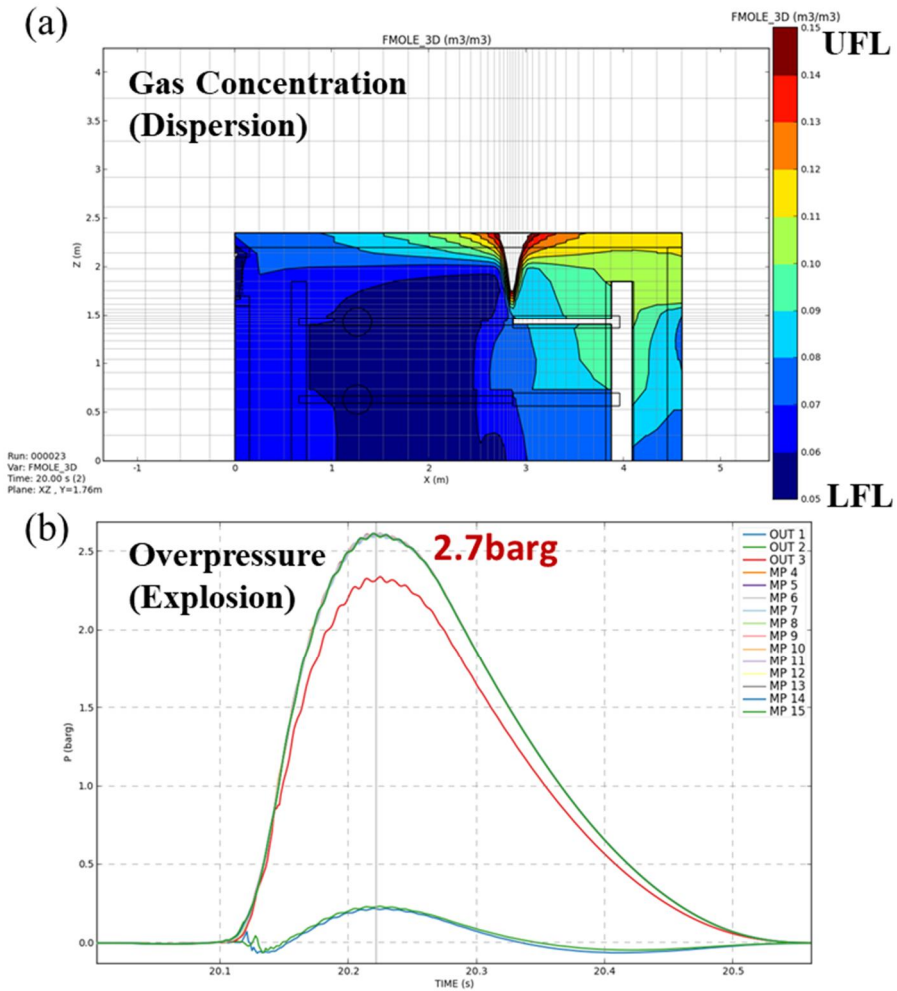 (a)
FMOLE_3D (m3/m3)
FMOLE_3D (m3/m3)
Gas Concentration
(Dispersion)
UFL
0.15
0.14
0.13
0.12
0.11
0.10
0.09
0.08
0.07
0.06
0.05
LFL
Z (m)
4
3.5
3
2.5
2
1.5
1
0.5
0
-1
0
1
2
3
4
5
X (m)
Run: 000023
Var: FMOLE_3D
Time: 20.00 s (2)
Plane: XZ , Y=1.76m
(b)
Overpressure
(Explosion)
2.7barg
OUT 1
OUT 2
OUT 3
MP 4
MP 5
MP 6
MP 7
MP 8
MP 9
MP 10
MP 11
MP 12
MP 13
MP 14
MP 15
P (barg)
2.5
2.0
1.5
1.0
0.5
0.0
20.1
20.2
20.3
20.4
20.5
TIME (s)